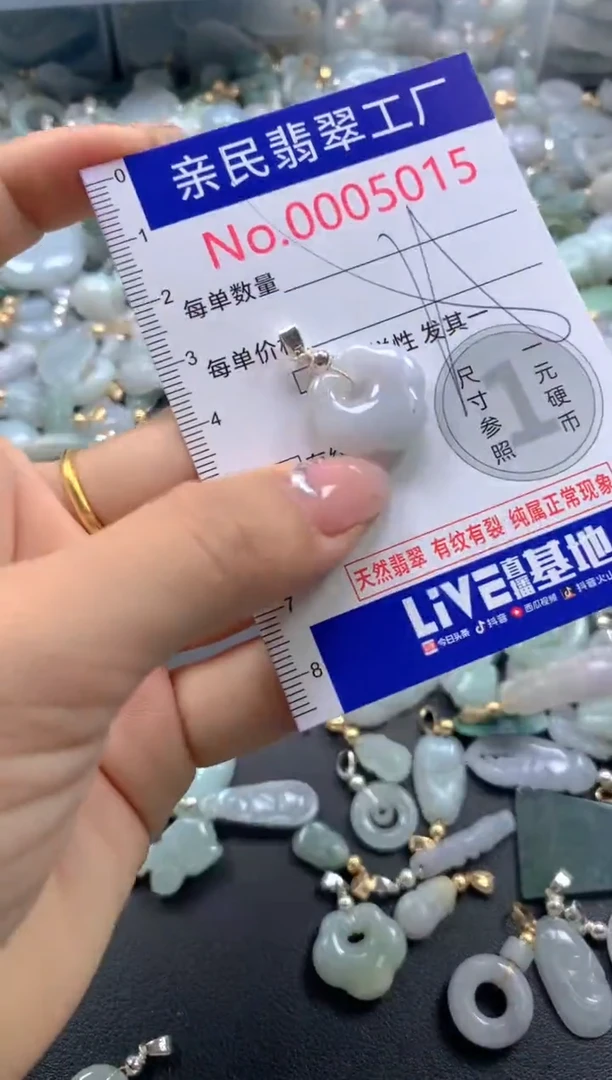 亲民翡翠工厂
No.0005015
0
1
2
3
4
7
8
每单数量
每单价
性 发其一
1
尺寸参照
一元硬币
天然翡翠 有纹有裂 纯属正常现象
LiVE直播基地
今日头条 抖音 西瓜视频 抖音火山